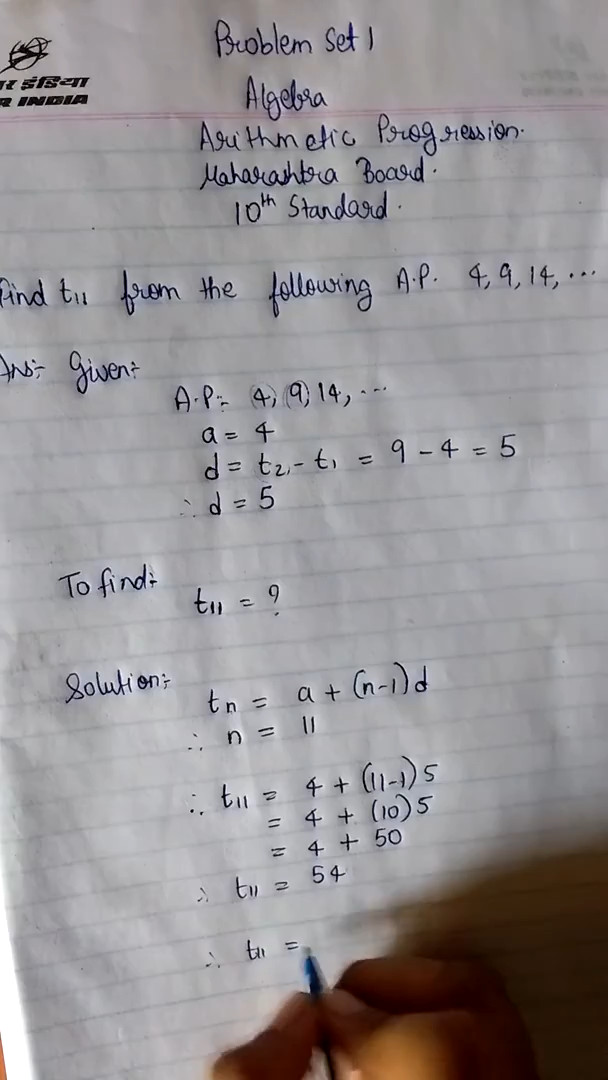 Problem Set 1
इंडिया
INDIA
Algebra
Arithmetic Progression.
Maharashtra Board.
10th Standard.
Find t11 from the following A.P. 4, 9, 14, ...
Ans:- Given:-
A.P:- 4, 9, 14, ...
a = 4
d = t2 - t1 = 9 - 4 = 5
∴ d = 5
To find:-
t11 = ?
Solution:-
tn = a + (n-1)d
∴ n = 11
∴ t11 = 4 + (11-1)5
= 4 + (10)5
= 4 + 50
∴ t11 = 54
∴ t11 =